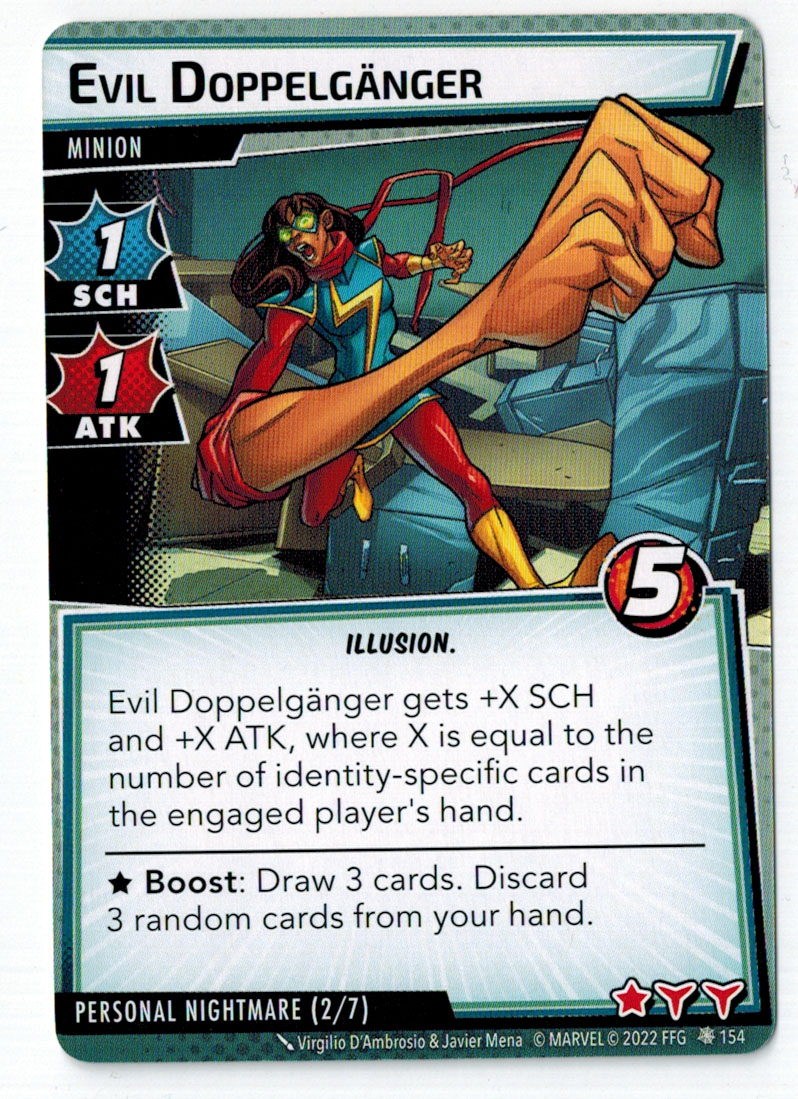 EVIL DOPPELGÄNGER
MINION
1
SCH
1
ATK
5
ILLUSION.
Evil Doppelgänger gets +X SCH
and +X ATK, where X is equal to the
number of identity-specific cards in
the engaged player's hand.
★ Boost: Draw 3 cards. Discard
3 random cards from your hand.
PERSONAL NIGHTMARE (2/7)
Virgilio D'Ambrosio & Javier Mena © MARVEL © 2022 FFG 154